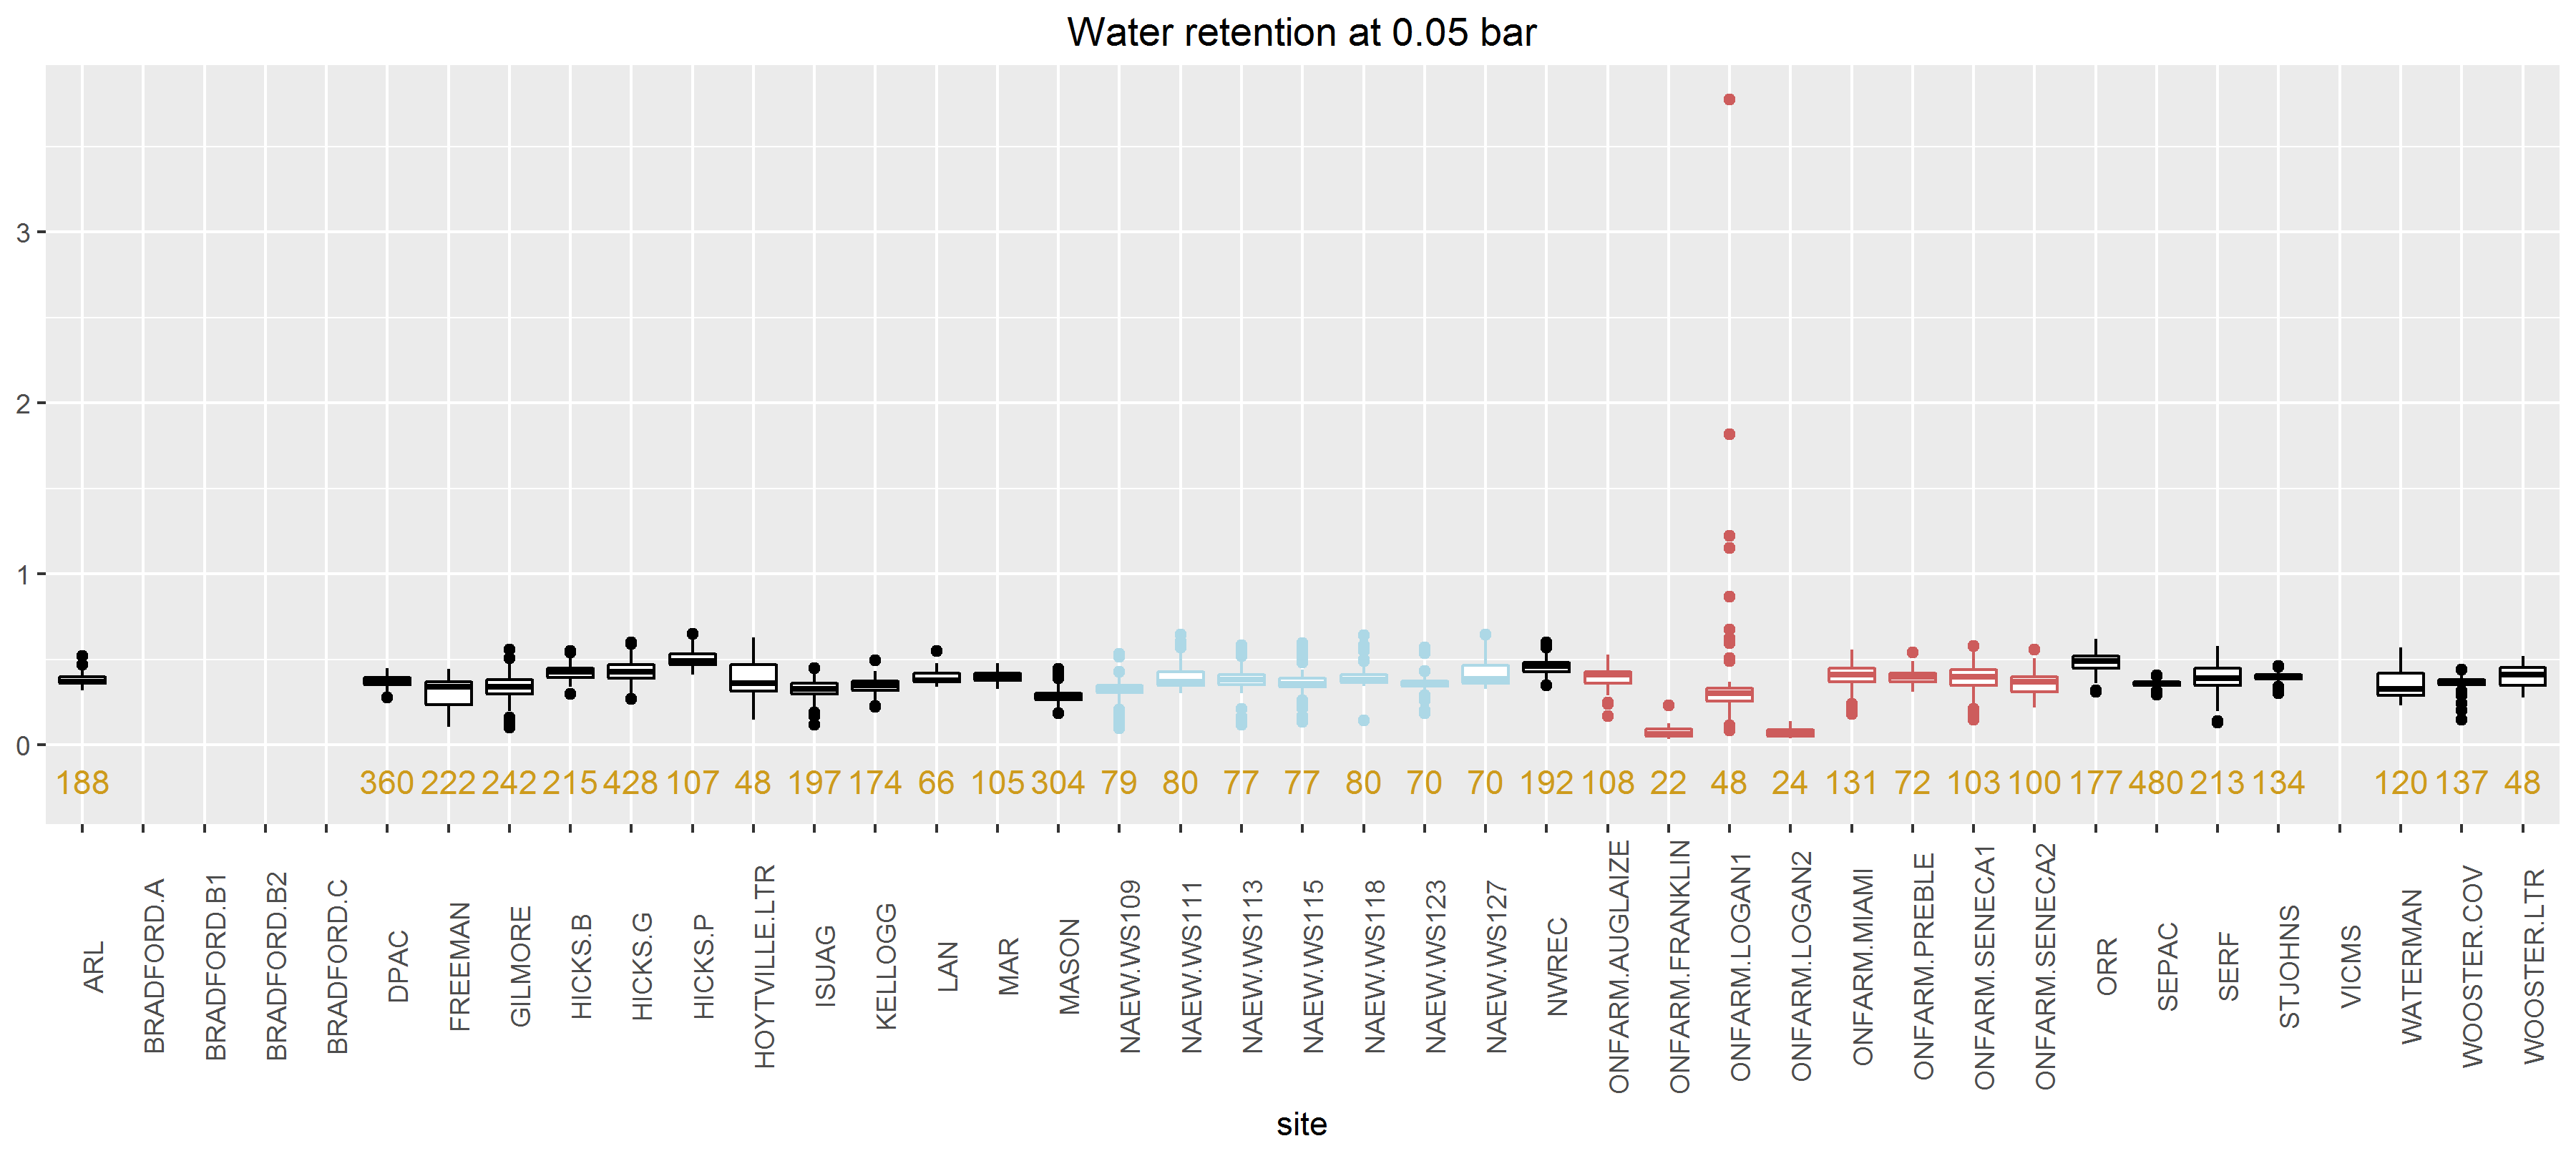 Water retention at 0.05 bar
3
2
1
0
188 360 222 242 215 428 107 48 197 174 66 105 304 79 80 77 77 80 70 70 192 108 22 48 24 131 72 103 100 177 480 213 134 120 137 48
ARL
BRADFORD.A
BRADFORD.B1
BRADFORD.B2
BRADFORD.C
DPAC
FREEMAN
GILMORE
HICKS.B
HICKS.G
HICKS.P
HOYTVILLE.LTR
ISUAG
KELLOGG
LAN
MAR
MASON
NAEW.WS109
NAEW.WS111
NAEW.WS113
NAEW.WS115
NAEW.WS118
NAEW.WS123
NAEW.WS127
NWREC
ONFARM.AUGLAIZE
ONFARM.FRANKLIN
ONFARM.LOGAN1
ONFARM.LOGAN2
ONFARM.MIAMI
ONFARM.PREBLE
ONFARM.SENECA1
ONFARM.SENECA2
ORR
SEPAC
SERF
STJOHNS
VICMS
WATERMAN
WOOSTER.COV
WOOSTER.LTR
site